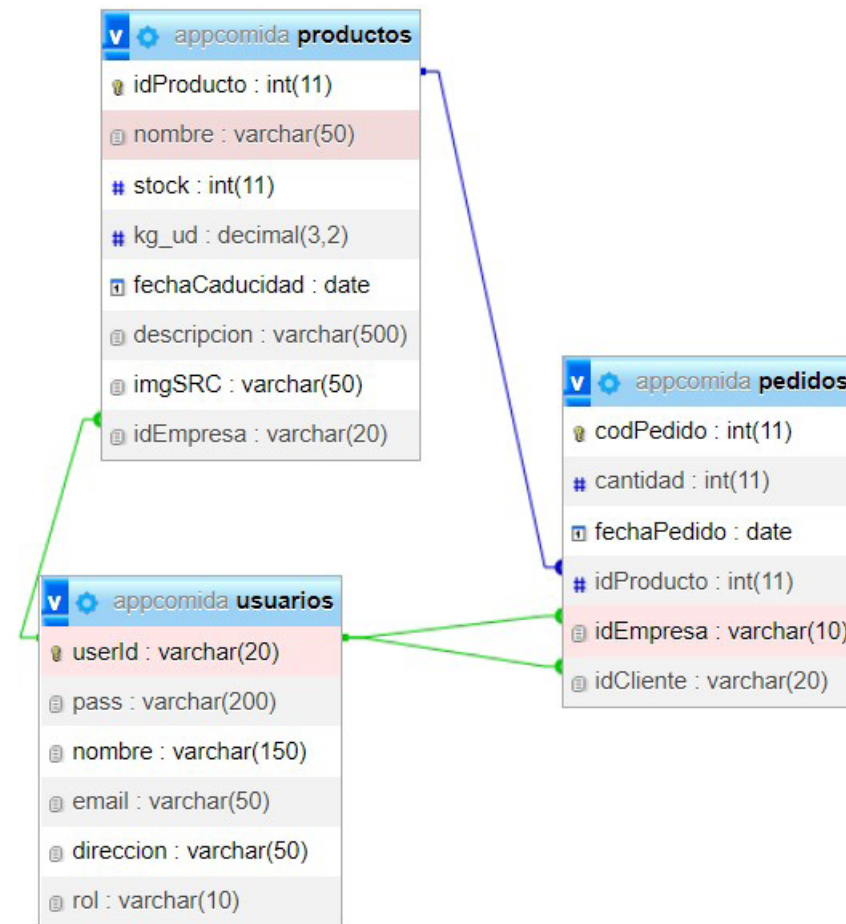 v appcomida productos
idProducto : int(11)
nombre : varchar(50)
# stock : int(11)
# kg_ud : decimal(3,2)
fechaCaducidad : date
descripcion : varchar(500)
imgSRC : varchar(50)
idEmpresa : varchar(20)
v appcomida pedidos
codPedido : int(11)
# cantidad : int(11)
fechaPedido : date
# idProducto : int(11)
idEmpresa : varchar(10)
idCliente : varchar(20)
v appcomida usuarios
userId : varchar(20)
pass : varchar(200)
nombre : varchar(150)
email : varchar(50)
direccion : varchar(50)
rol : varchar(10)